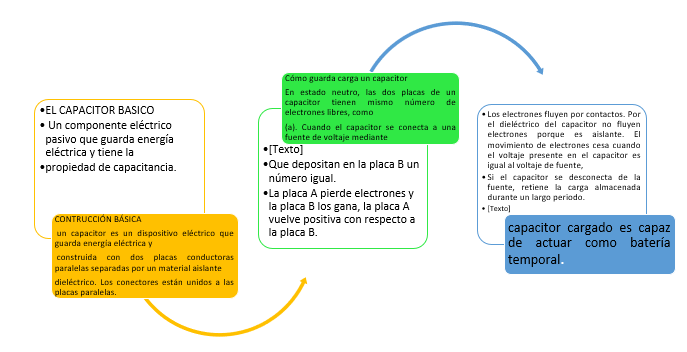 •EL CAPACITOR BASICO
• Un componente eléctrico
pasivo que guarda energía
eléctrica y tiene la
•propiedad de capacitancia.
CONTRUCCIÓN BÁSICA
un capacitor es un dispositivo eléctrico que
guarda energía eléctrica y
construida con dos placas conductoras
paralelas separadas por un material aislante
dieléctrico. Los conectores están unidos a las
placas paralelas.
Cómo guarda carga un capacitor
En estado neutro, las dos placas de un
capacitor tienen mismo número de
electrones libres, como
(a). Cuando el capacitor se conecta a una
fuente de voltaje mediante
•[Texto]
•Que depositan en la placa B un
número igual.
•La placa A pierde electrones y
la placa B los gana, la placa A
vuelve positiva con respecto a
la placa B.
• Los electrones fluyen por contactos. Por
el dieléctrico del capacitor no fluyen
electrones porque es aislante. El
movimiento de electrones cesa cuando
el voltaje presente en el capacitor es
igual al voltaje de fuente,
• Si el capacitor se desconecta de la
fuente, retiene la carga almacenada
durante un largo periodo.
• [Texto]
capacitor cargado es capaz
de actuar como batería
temporal.